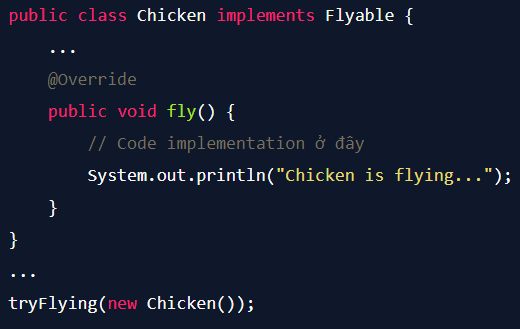 public class Chicken implements Flyable {
...
@Override
public void fly() {
// Code implementation ở đây
System.out.println("Chicken is flying...");
}
}
...
tryFlying(new Chicken());